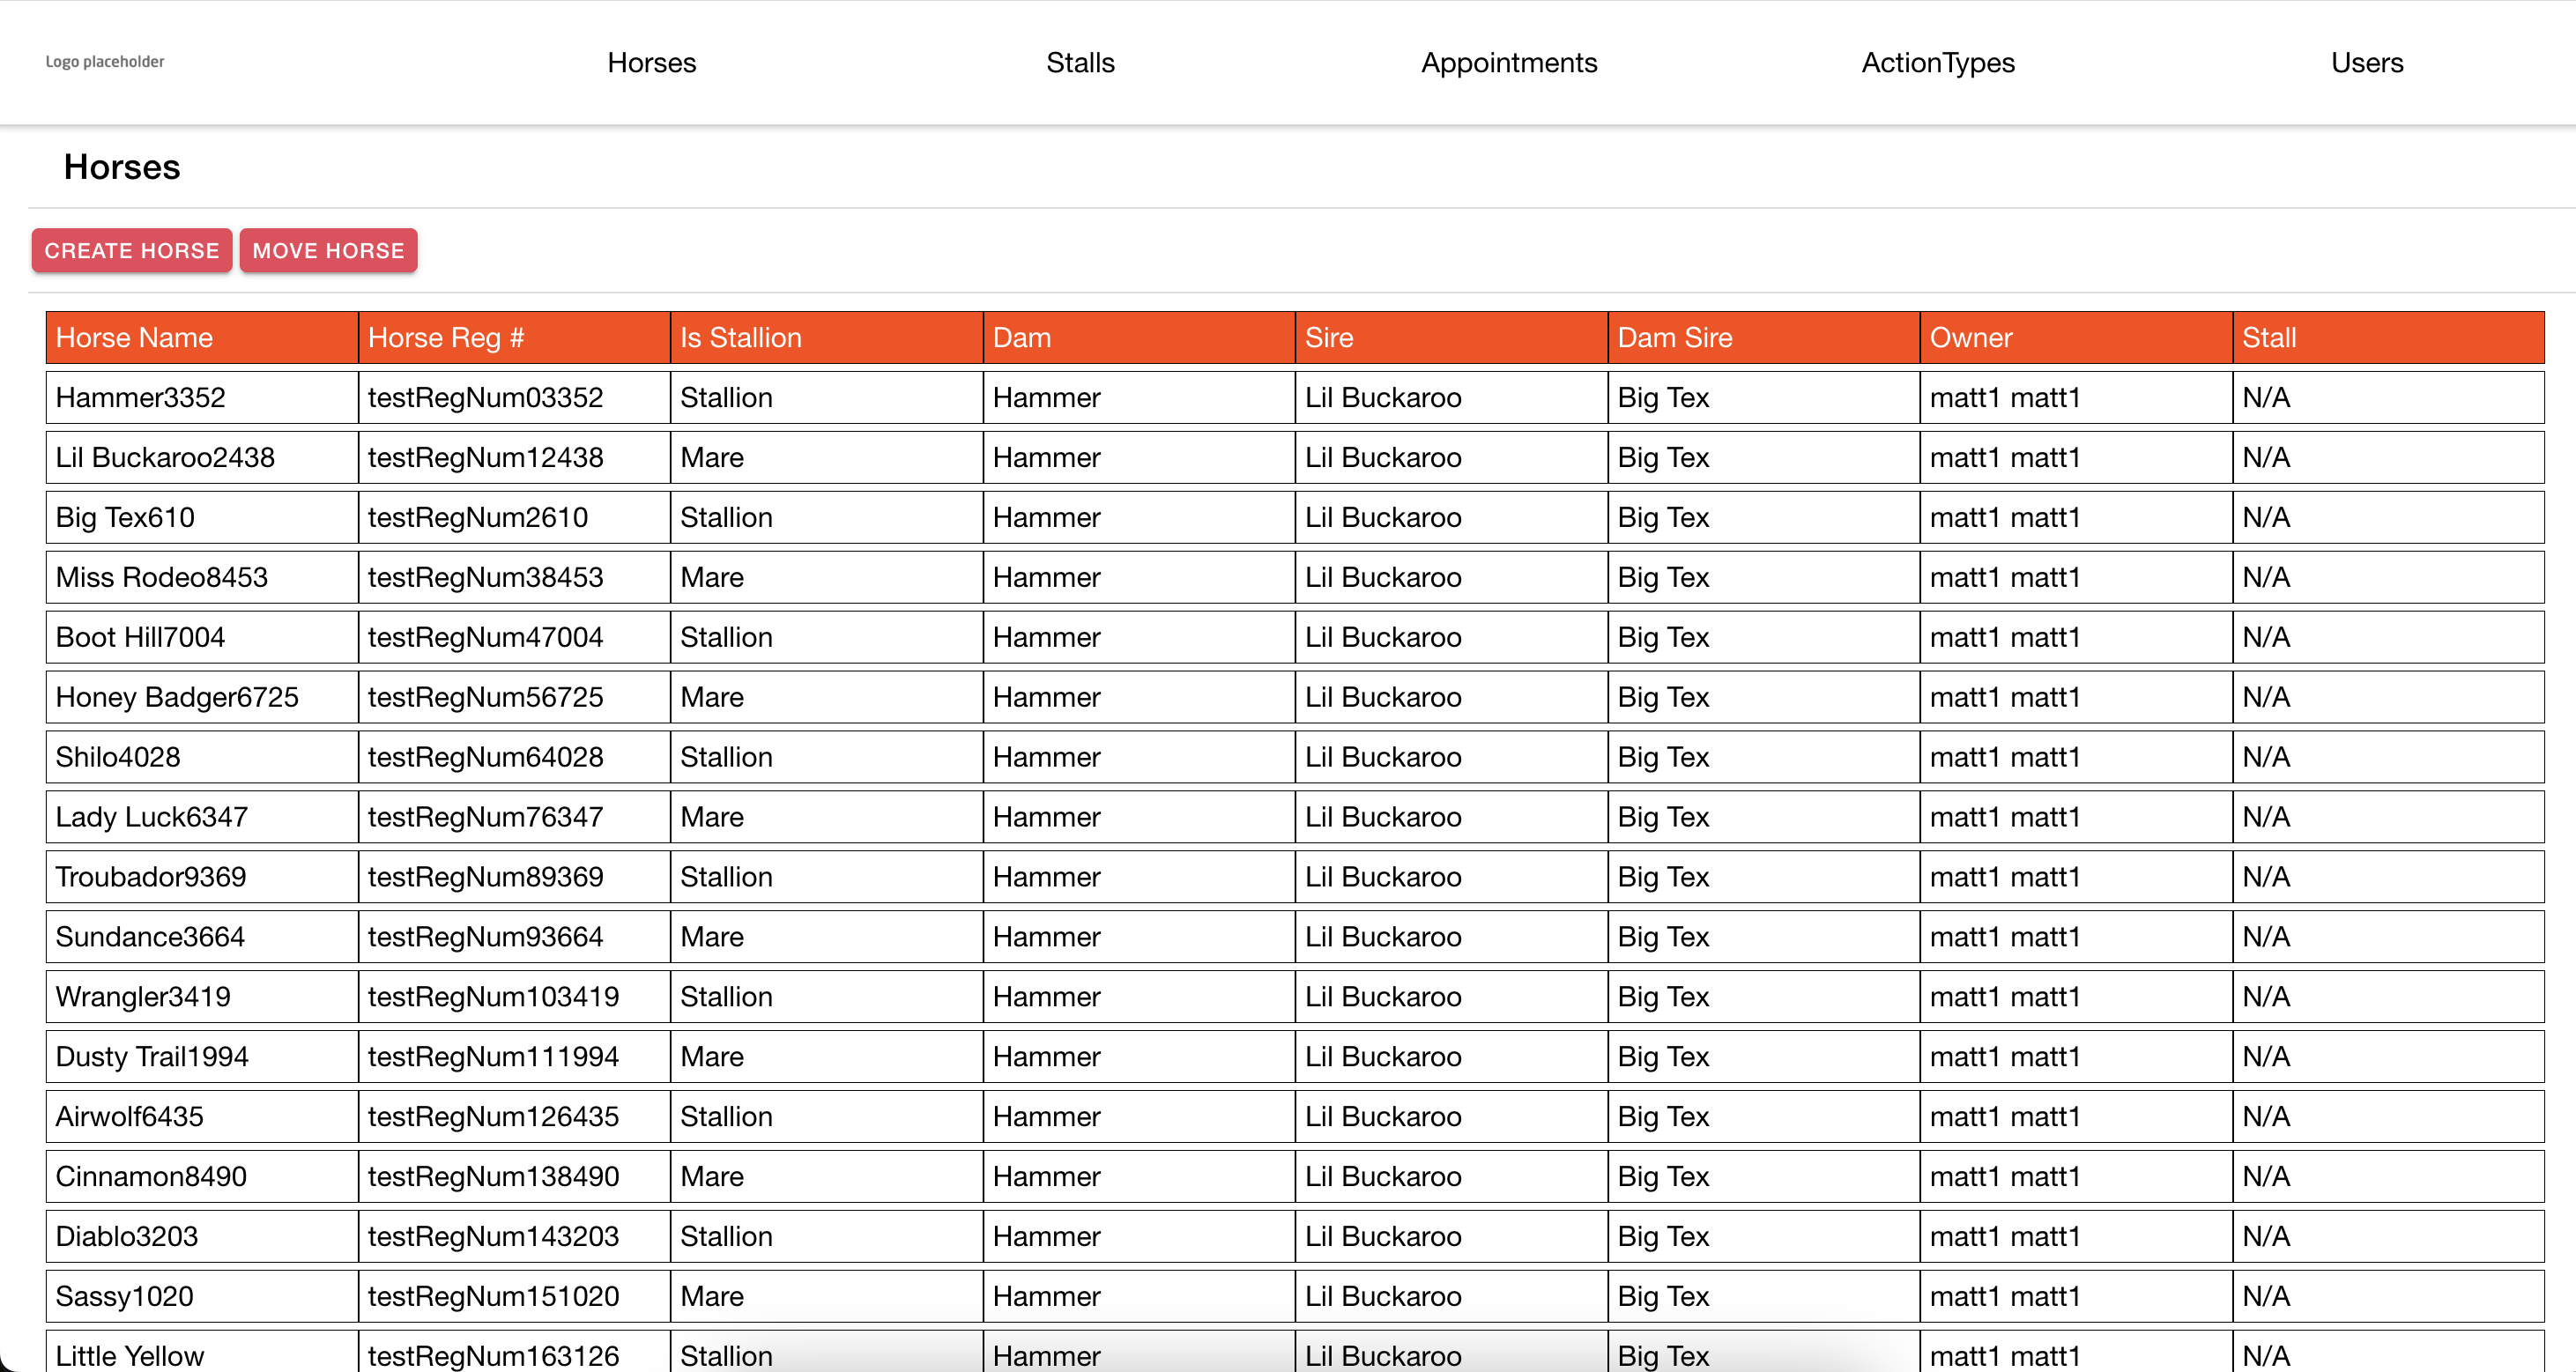 Logo placeholder Horses Stalls Appointments ActionTypes Users
Horses
CREATE HORSE MOVE HORSE
Horse Name Horse Reg # Is Stallion Dam Sire Dam Sire Owner Stall
Hammer3352 testRegNum03352 Stallion Hammer Lil Buckaroo Big Tex matt1 matt1 N/A
Lil Buckaroo2438 testRegNum12438 Mare Hammer Lil Buckaroo Big Tex matt1 matt1 N/A
Big Tex610 testRegNum2610 Stallion Hammer Lil Buckaroo Big Tex matt1 matt1 N/A
Miss Rodeo8453 testRegNum38453 Mare Hammer Lil Buckaroo Big Tex matt1 matt1 N/A
Boot Hill7004 testRegNum47004 Stallion Hammer Lil Buckaroo Big Tex matt1 matt1 N/A
Honey Badger6725 testRegNum56725 Mare Hammer Lil Buckaroo Big Tex matt1 matt1 N/A
Shilo4028 testRegNum64028 Stallion Hammer Lil Buckaroo Big Tex matt1 matt1 N/A
Lady Luck6347 testRegNum76347 Mare Hammer Lil Buckaroo Big Tex matt1 matt1 N/A
Troubador9369 testRegNum89369 Stallion Hammer Lil Buckaroo Big Tex matt1 matt1 N/A
Sundance3664 testRegNum93664 Mare Hammer Lil Buckaroo Big Tex matt1 matt1 N/A
Wrangler3419 testRegNum103419 Stallion Hammer Lil Buckaroo Big Tex matt1 matt1 N/A
Dusty Trail1994 testRegNum111994 Mare Hammer Lil Buckaroo Big Tex matt1 matt1 N/A
Airwolf6435 testRegNum126435 Stallion Hammer Lil Buckaroo Big Tex matt1 matt1 N/A
Cinnamon8490 testRegNum138490 Mare Hammer Lil Buckaroo Big Tex matt1 matt1 N/A
Diablo3203 testRegNum143203 Stallion Hammer Lil Buckaroo Big Tex matt1 matt1 N/A
Sassy1020 testRegNum151020 Mare Hammer Lil Buckaroo Big Tex matt1 matt1 N/A
Little Yellow testRegNum163126 Stallion Hammer Lil Buckaroo Big Tex matt1 matt1 N/A